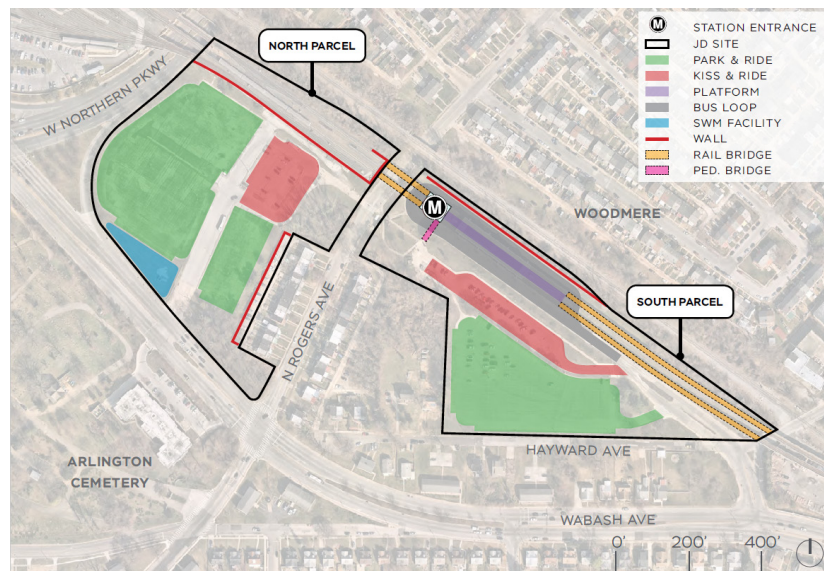 NORTH PARCEL
W NORTHERN PKWY
M
STATION ENTRANCE
JD SITE
PARK & RIDE
KISS & RIDE
PLATFORM
BUS LOOP
SWM FACILITY
WALL
RAIL BRIDGE
PED. BRIDGE
M
WOODMERE
SOUTH PARCEL
N ROGERS AVE
ARLINGTON
CEMETERY
HAYWARD AVE
WABASH AVE
0' 200' 400'